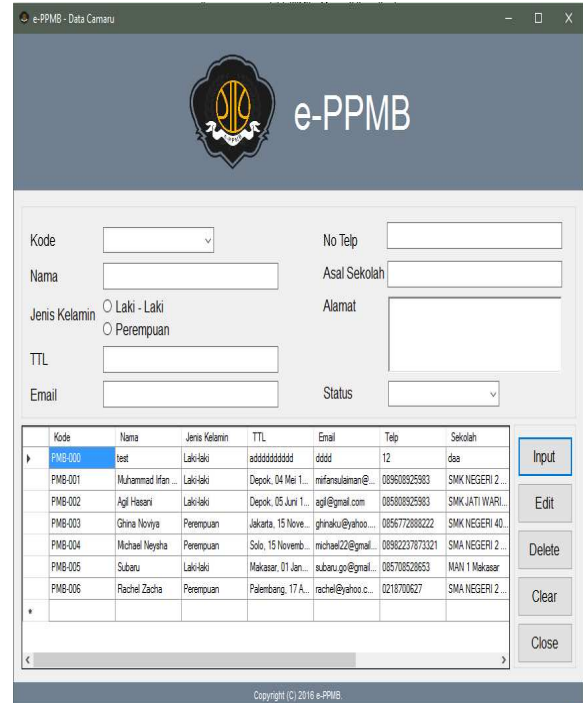 e-PPMB - Data Camaru
e-PPMB
e-PPMB
Kode
No Telp
Nama
Asal Sekolah
Jenis Kelamin
Laki - Laki
Perempuan
Alamat
TTL
Email
Status
Kode Nama Jenis Kelamin TTL Email Telp Sekolah
PMB-000 test Laki-laki adddddddddd dddd 12 daa
PMB-001 Muhammad Irfan ... Laki-laki Depok, 04 Mei 1... mirfansulaiman@... 089608925983 SMK NEGERI 2 ...
PMB-002 Agil Hasani Laki-laki Depok, 05 Juni 1... agil@gmail.com 085808925983 SMK JATI WARI...
PMB-003 Ghina Noviya Perempuan Jakarta, 15 Nove... ghinaku@yahoo.... 0856772888222 SMK NEGERI 40...
PMB-004 Michael Neysha Perempuan Solo, 15 Novemb... michael22@gmail... 08982237873321 SMA NEGERI 2 ...
PMB-005 Subaru Laki-laki Makasar, 01 Jan... subaru.go@gmail... 085708528653 MAN 1 Makasar
PMB-006 Rachel Zacha Perempuan Palembang, 17 A... rachel@yahoo.c... 0218700627 SMA NEGERI 2 ...
Input
Edit
Delete
Clear
Close
Copyright (C) 2016 e-PPMB.